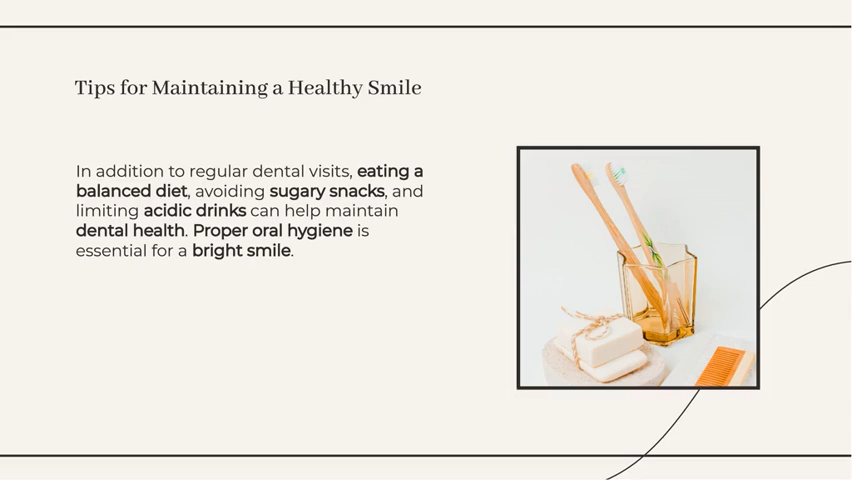 Tips for Maintaining a Healthy Smile
In addition to regular dental visits, eating a
balanced diet, avoiding sugary snacks, and
limiting acidic drinks can help maintain
dental health. Proper oral hygiene is
essential for a bright smile.